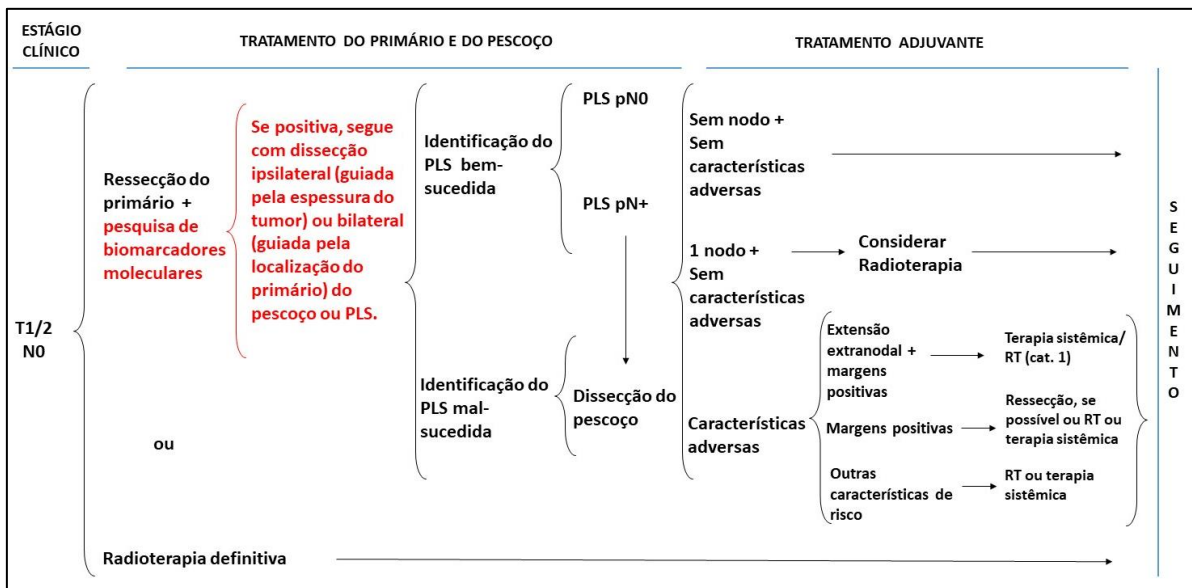 ESTÁGIO
CLÍNICO
TRATAMENTO DO PRIMÁRIO E DO PESCOÇO
TRATAMENTO ADJUVANTE
T1/2
N0
Ressecção do
primário +
pesquisa de
biomarcadores
moleculares
ou
Radioterapia definitiva
Se positiva, segue
com dissecção
ipsilateral (guiada
pela espessura do
tumor) ou bilateral
(guiada pela
localização do
primário) do
pescoço ou PLS.
Identificação do
PLS bem-
sucedida
Identificação do
PLS mal-
sucedida
PLS pN0
PLS pN+
Dissecção do
pescoço
Sem nodo +
Sem
características
adversas
1 nodo +
Sem
características
adversas
Considerar
Radioterapia
Características
adversas
Extensão
extranodal +
margens
positivas
Terapia sistêmica/
RT (cat. 1)
Margens positivas
Ressecção, se
possível ou RT ou
terapia sistêmica
Outras
características de
risco
RT ou terapia
sistêmica
S
E
G
U
I
M
E
N
T
O